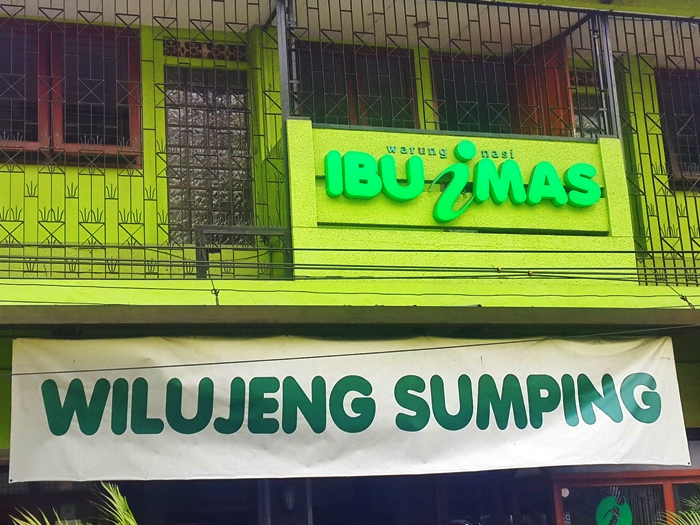 warung nasi
IBU iMAS
WILUJENG SUMPING